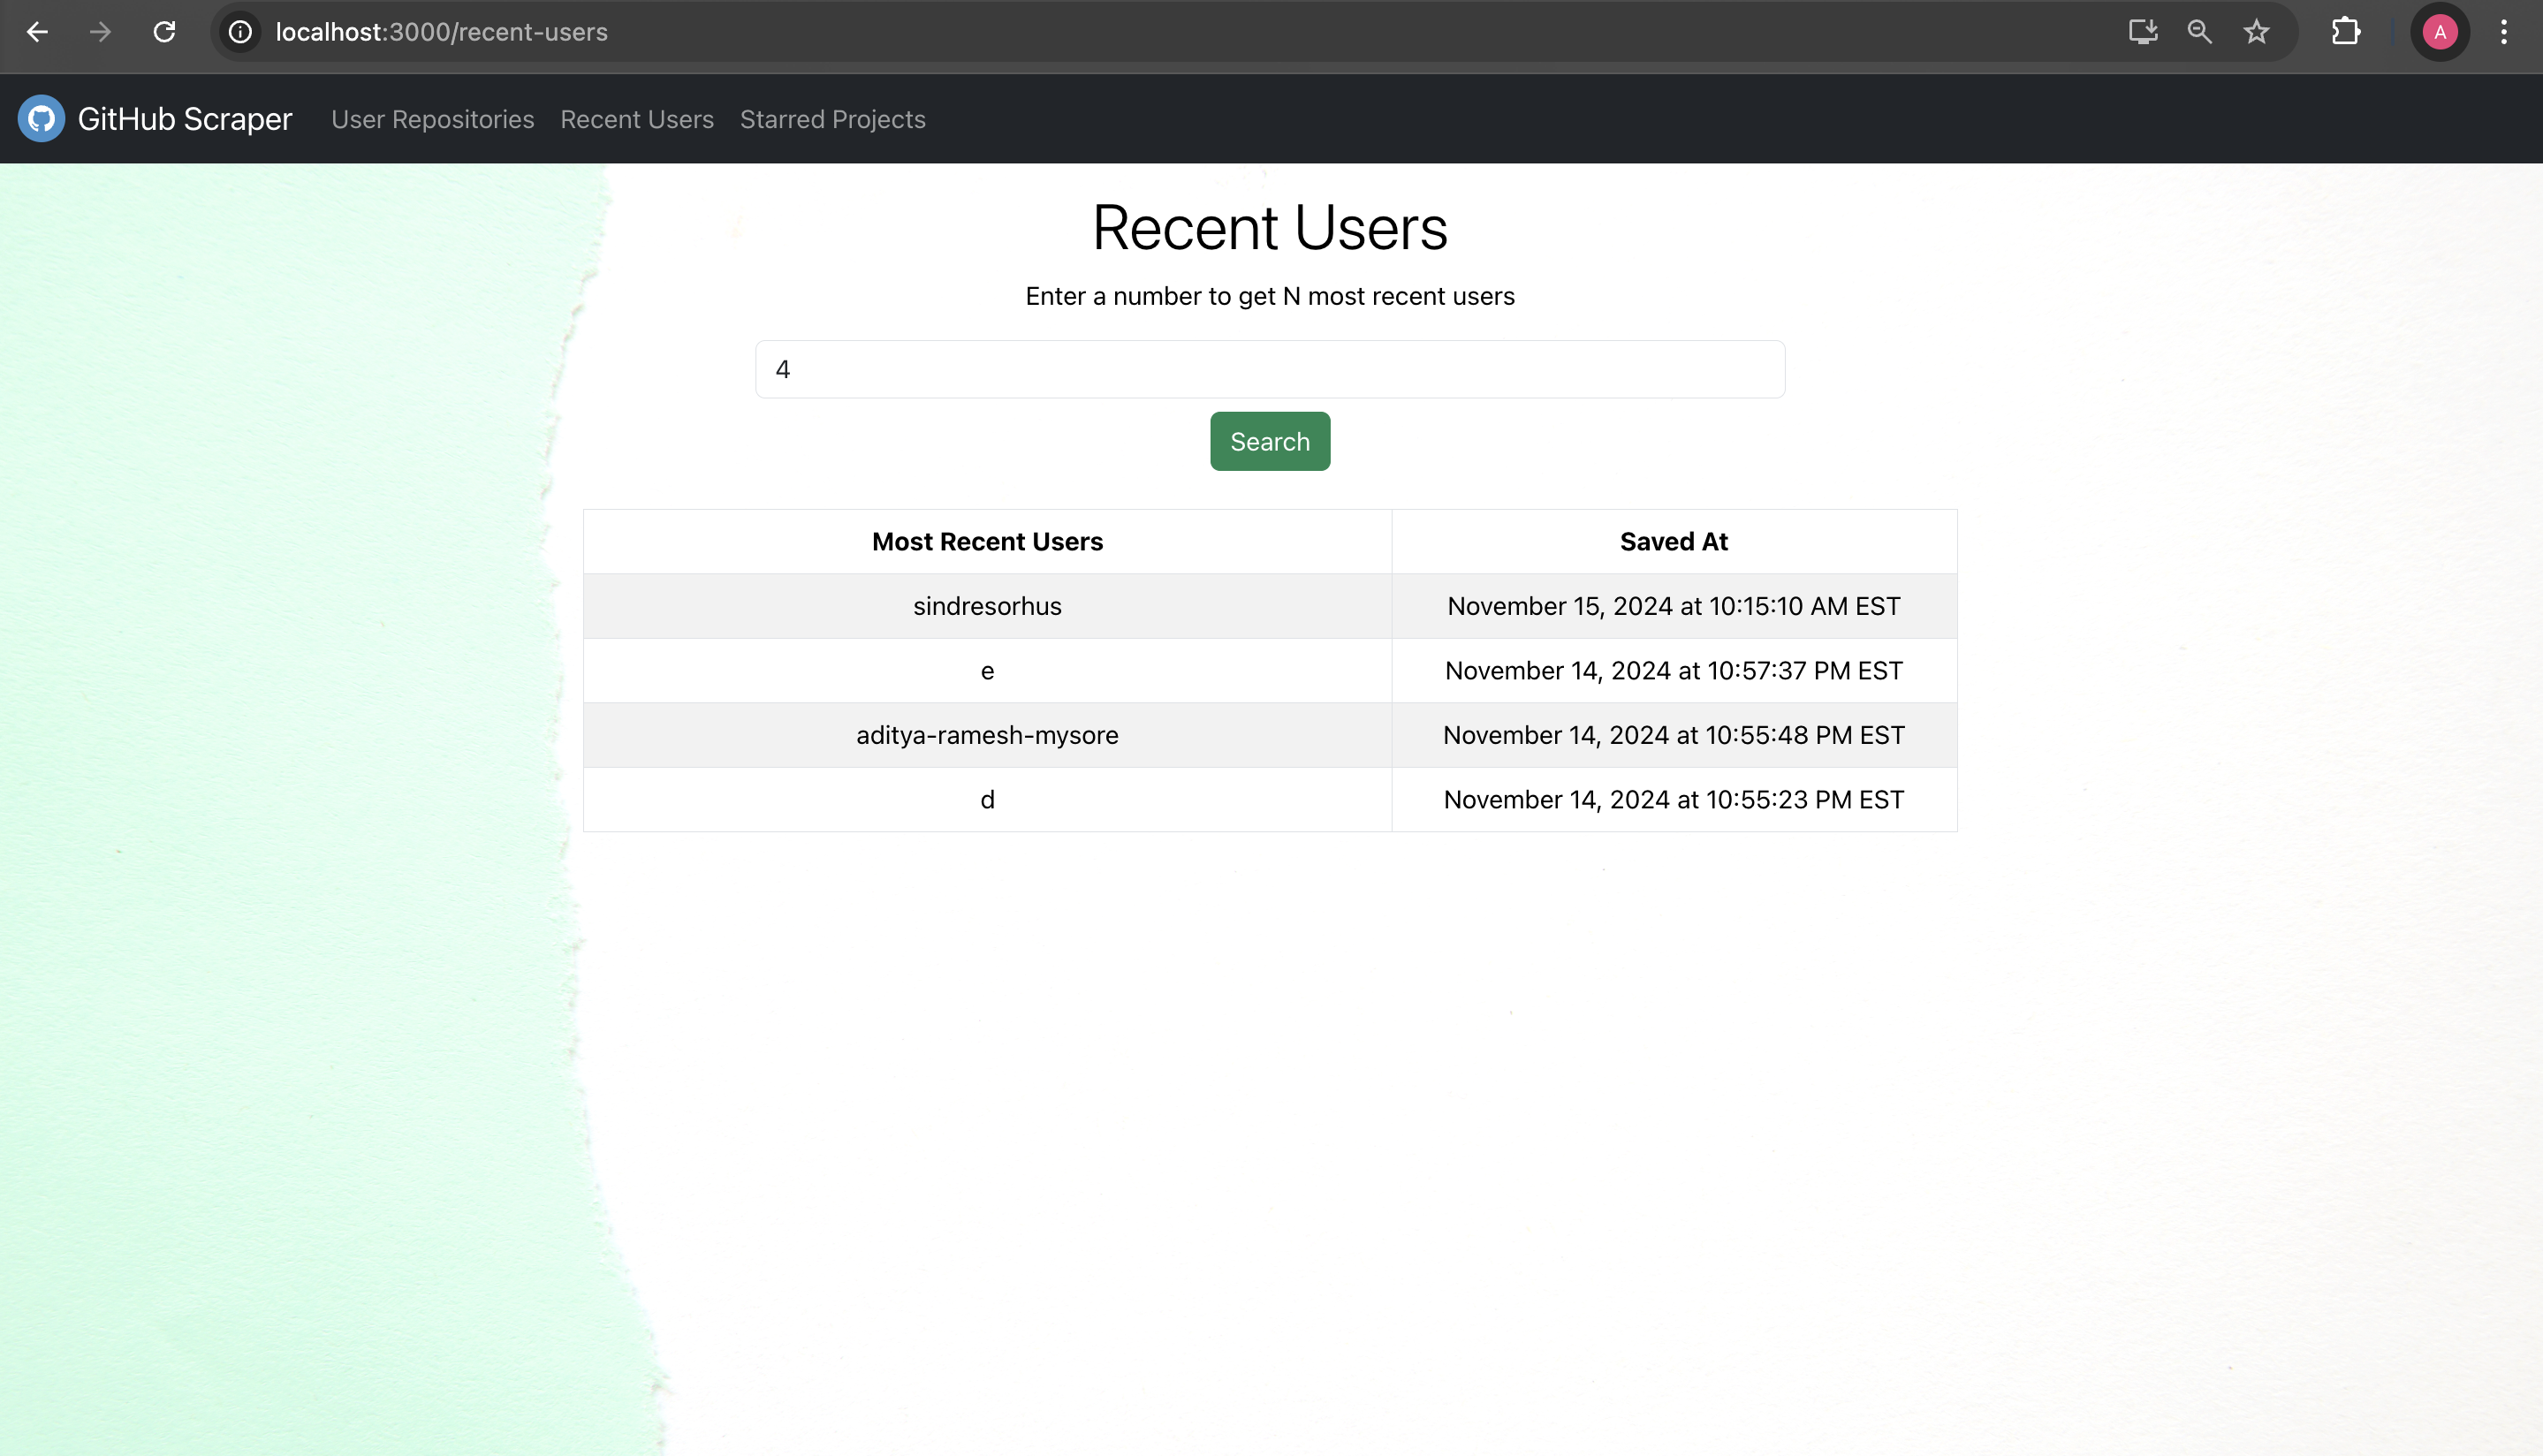 localhost:3000/recent-users
A
GitHub Scraper User Repositories Recent Users Starred Projects
Recent Users
Enter a number to get N most recent users
4
Search
Most Recent Users Saved At
sindresorhus November 15, 2024 at 10:15:10 AM EST
e November 14, 2024 at 10:57:37 PM EST
aditya-ramesh-mysore November 14, 2024 at 10:55:48 PM EST
d November 14, 2024 at 10:55:23 PM EST